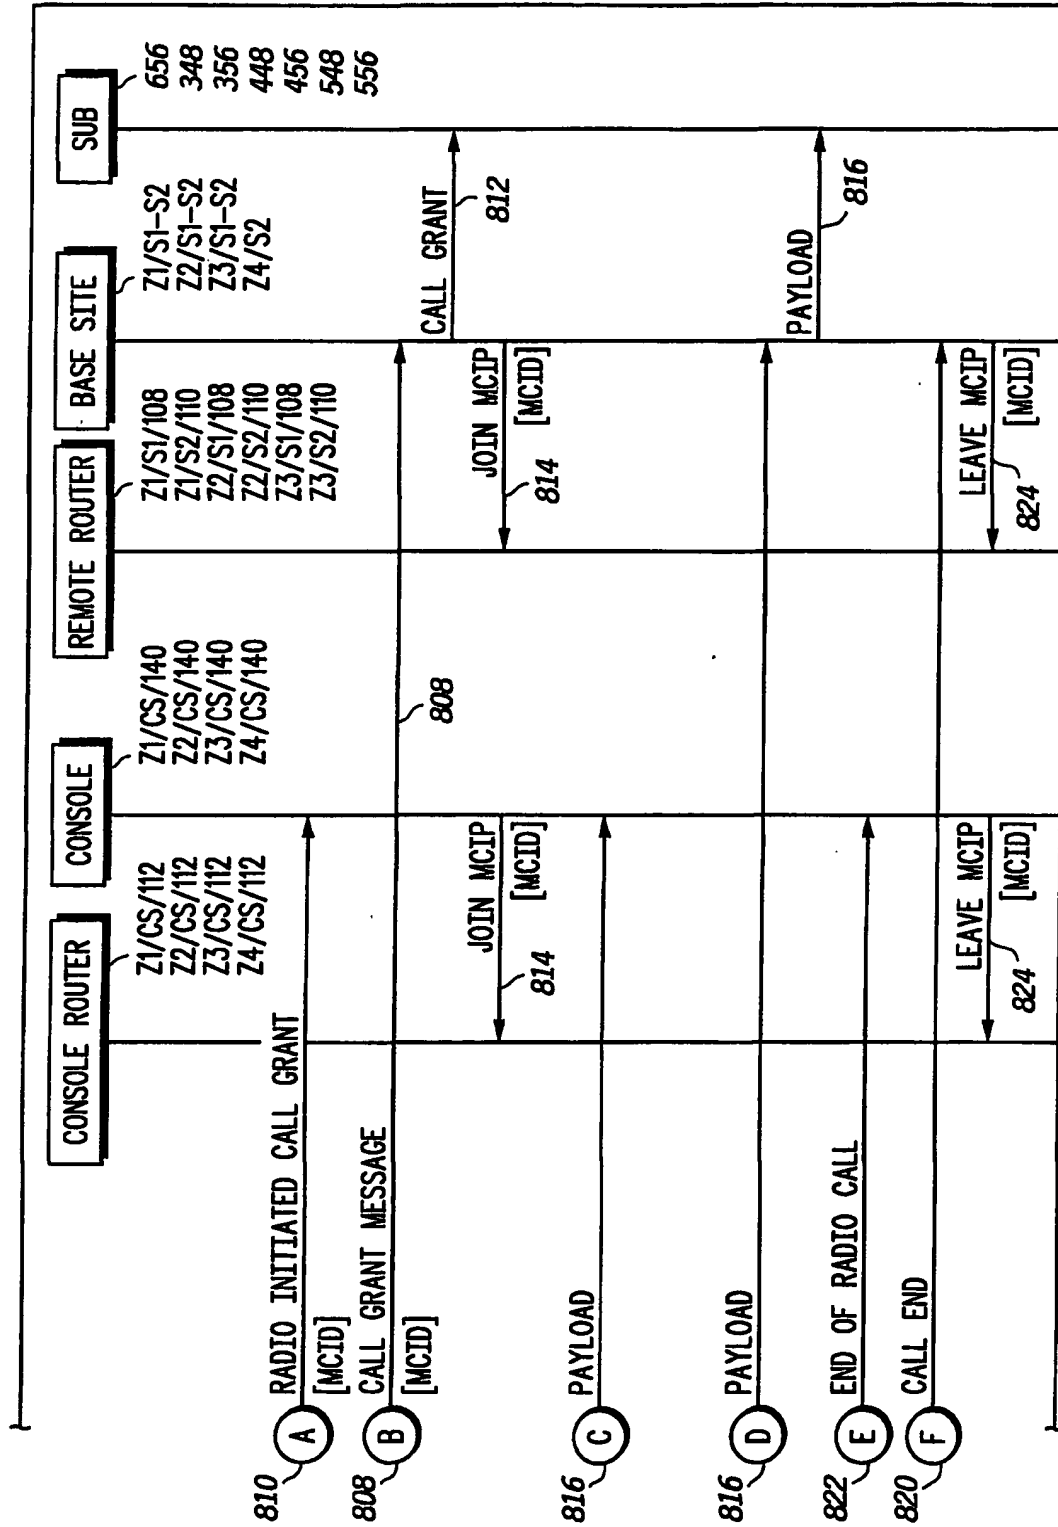 CONSOLE ROUTER
Z1/CS/112
Z2/CS/112
Z3/CS/112
Z4/CS/112
CONSOLE
Z1/CS/140
Z2/CS/140
Z3/CS/140
Z4/CS/140
REMOTE ROUTER
Z1/S1/108
Z1/S2/110
Z2/S1/108
Z2/S2/110
Z3/S1/108
Z3/S2/110
BASE SITE
Z1/S1-S2
Z2/S1-S2
Z3/S1-S2
Z4/S2
SUB
656
348
356
448
456
548
556
810
A
RADIO INITIATED CALL GRANT
[MCID]
808
B
CALL GRANT MESSAGE
[MCID]
808
CALL GRANT
812
JOIN MCIP
[MCID]
814
JOIN MCIP
[MCID]
814
816
C
PAYLOAD
816
D
PAYLOAD
PAYLOAD
816
822
E
END OF RADIO CALL
820
F
CALL END
LEAVE MCIP
[MCID]
824
LEAVE MCIP
[MCID]
824